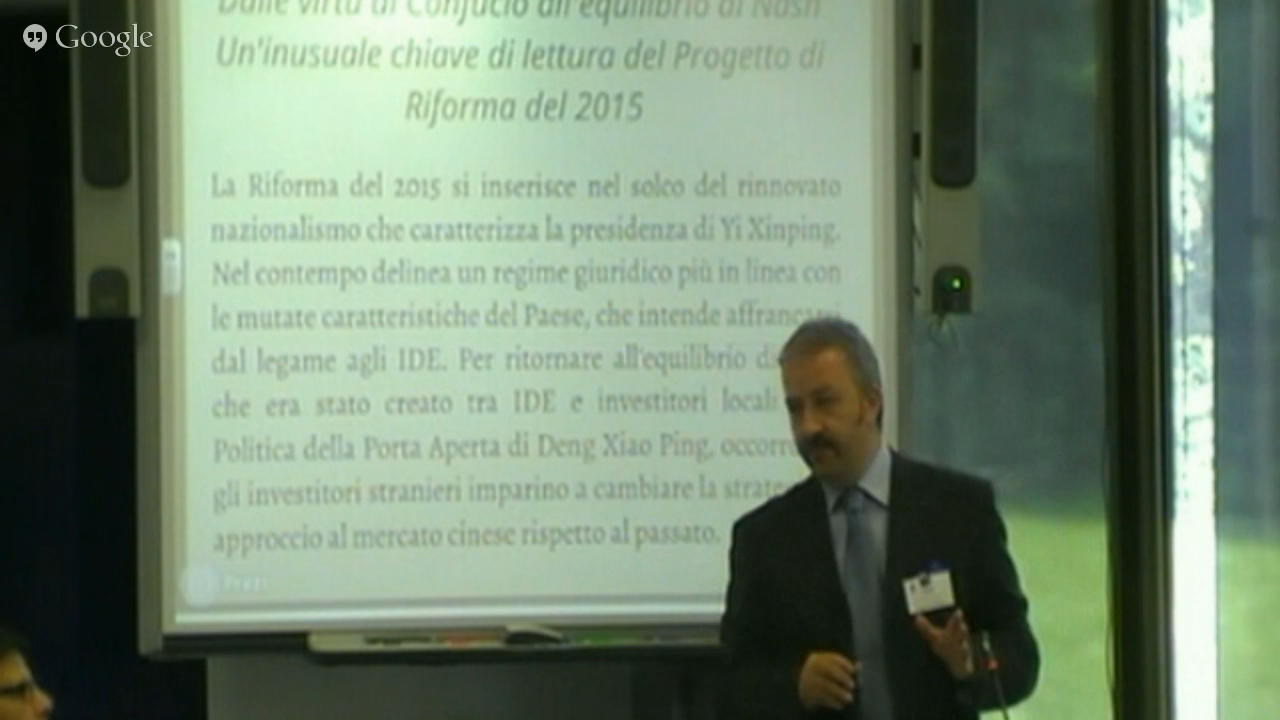 Google
Dalle virtù di Confucio all'equilibrio di Nash
Un'inusuale chiave di lettura del Progetto di
Riforma del 2015
La Riforma del 2015 si inserisce nel solco del rinnovato
nazionalismo che caratterizza la presidenza di Yi Xinping.
Nel contempo delinea un regime giuridico più in linea con
le mutate caratteristiche del Paese, che intende affrancarsi
dal legame agli IDE. Per ritornare all'equilibrio
che era stato creato tra IDE e investitori locali
Politica della Porta Aperta di Deng Xiao Ping,
gli investitori stranieri imparino a cambiare la
approccio al mercato cinese rispetto al passato.
Prezi